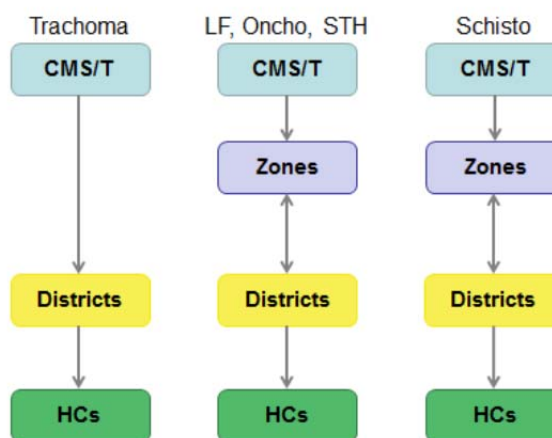 Trachoma
LF, Oncho, STH
Schisto
CMS/T
CMS/T
CMS/T
Zones
Zones
Districts
Districts
Districts
HCs
HCs
HCs